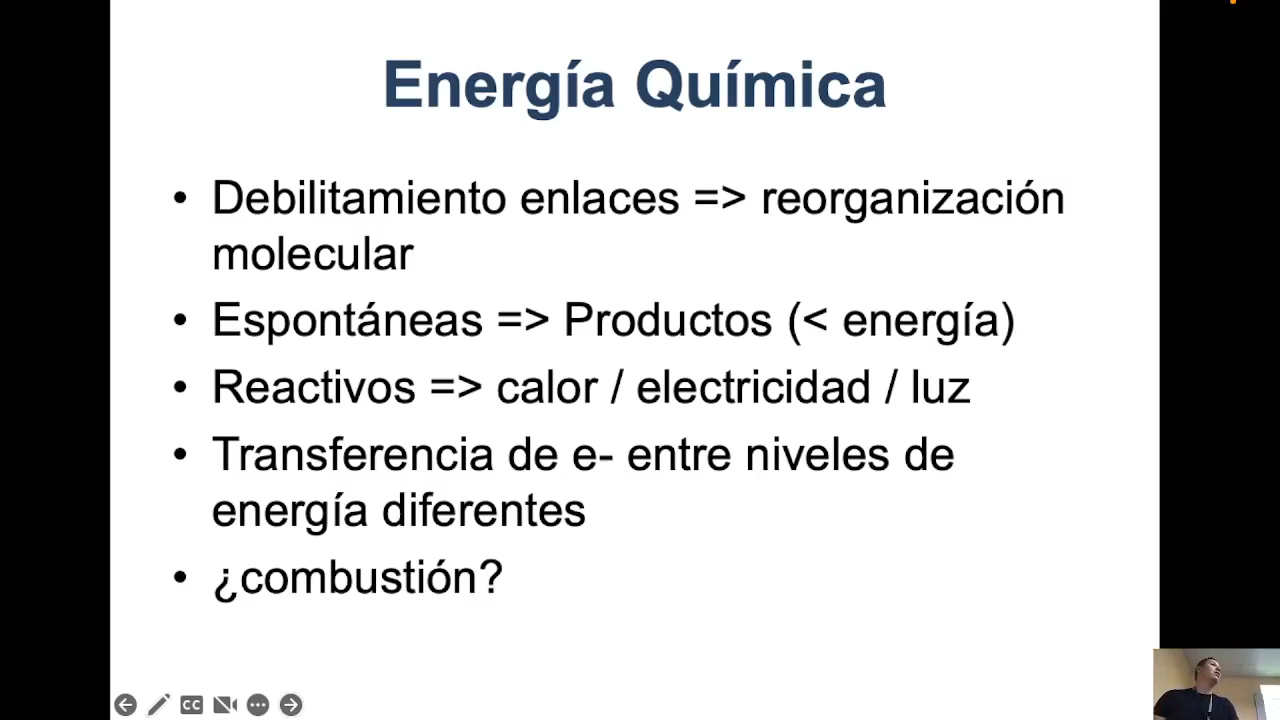 Energía Química
• Debilitamiento enlaces => reorganización
molecular
• Espontáneas => Productos (< energía)
• Reactivos => calor / electricidad / luz
• Transferencia de e- entre niveles de
energía diferentes
• ¿combustión?
CC